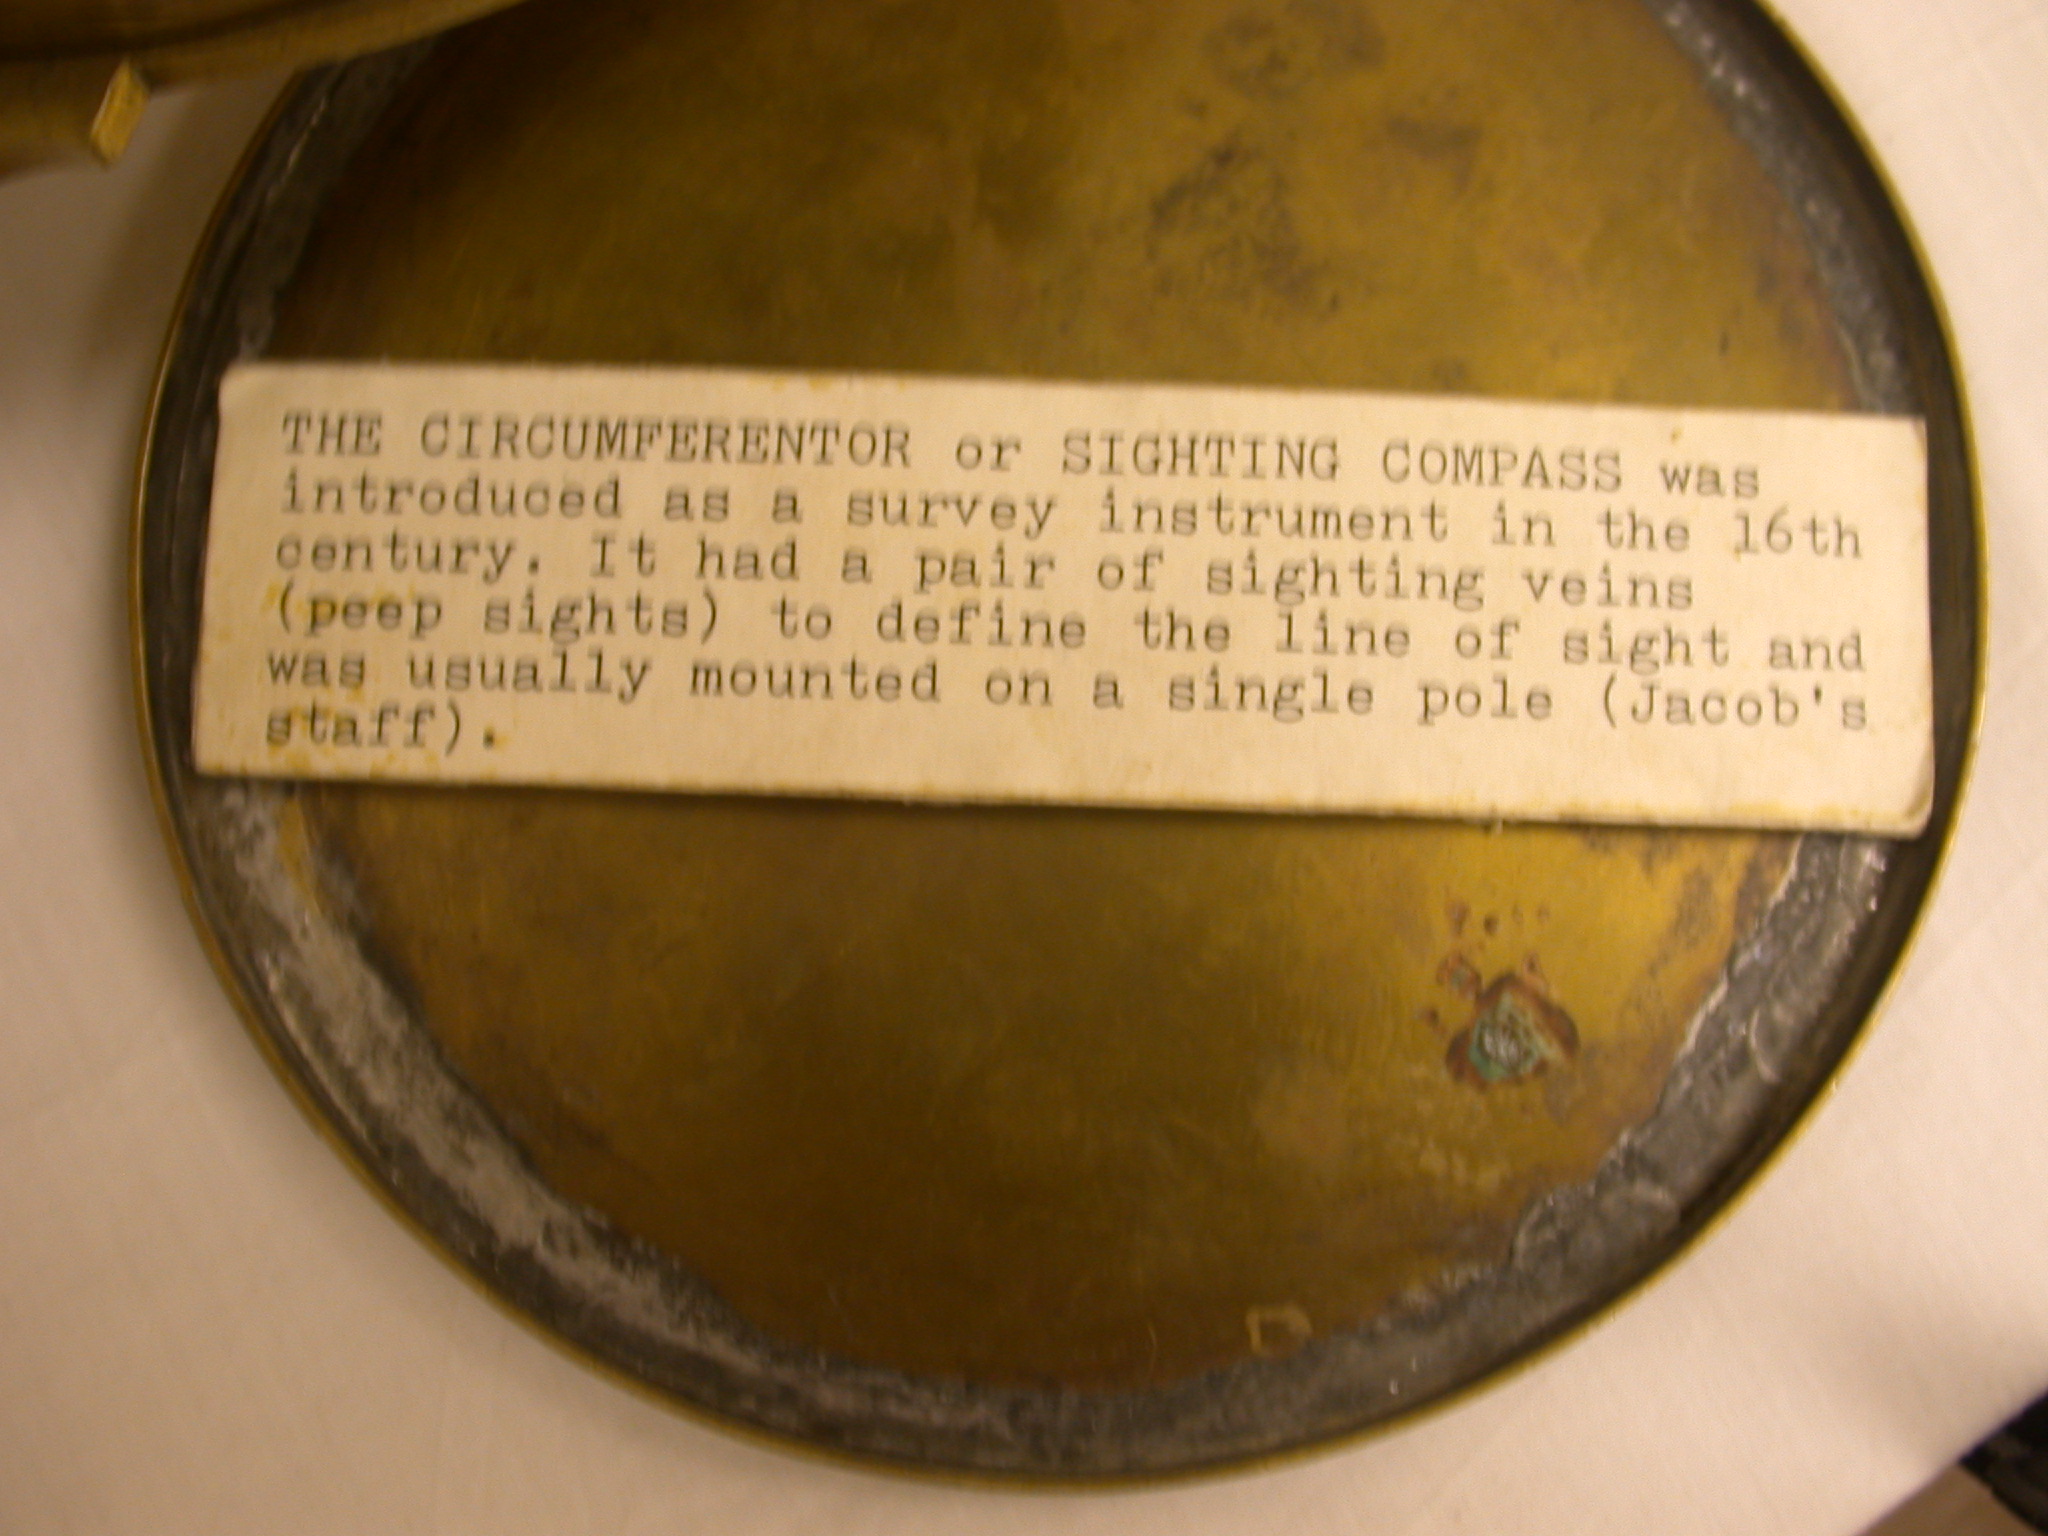 THE CIRCUMFERENTOR or SIGHTING COMPASS was
introduced as a survey instrument in the 16th
century. It had a pair of sighting veins
(peep sights) to define the line of sight and
was usually mounted on a single pole (Jacob's
staff).